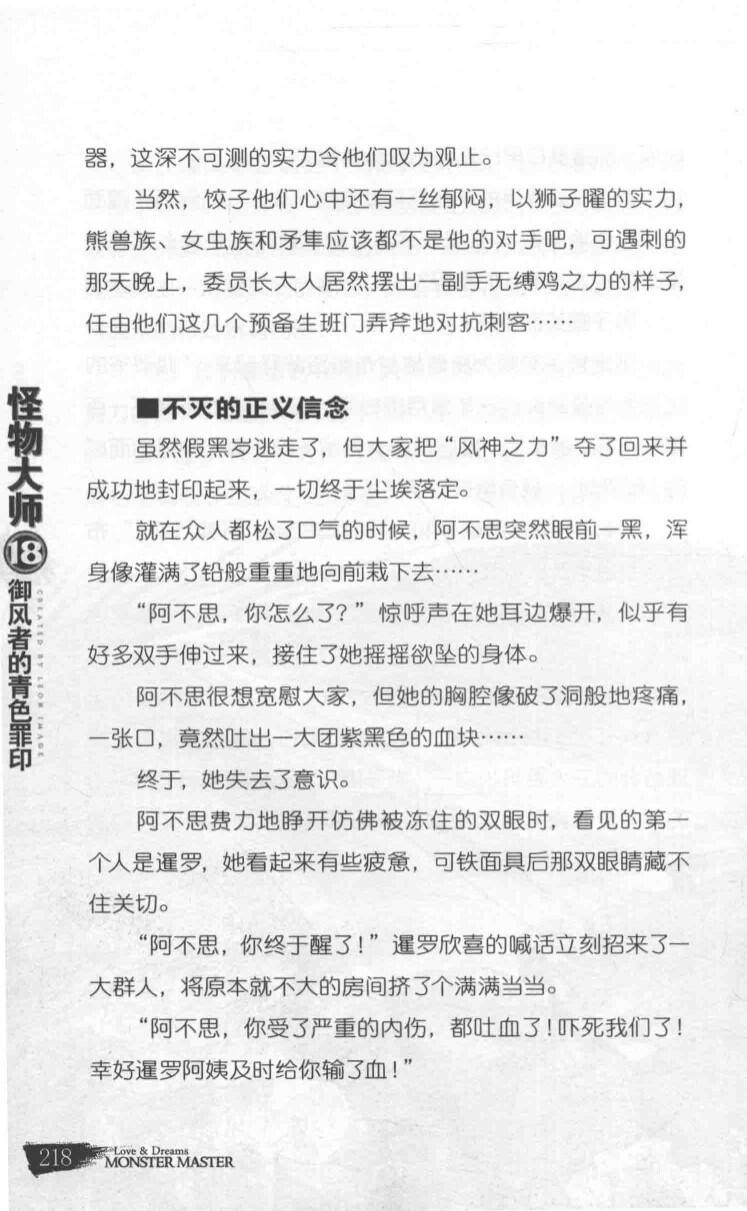 器，这深不可测的实力令他们叹为观止。
当然，饺子他们心中还有一丝郁闷，以狮子曜的实力，
熊兽族、女虫族和矛隼应该都不是他的对手吧，可遇刺的
那天晚上，委员长大人居然摆出一副手无缚鸡之力的样子，
任由他们这几个预备生班门弄斧地对抗刺客……
■不灭的正义信念
虽然假黑岁逃走了，但大家把“风神之力”夺了回来并
成功地封印起来，一切终于尘埃落定。
就在众人都松了口气的时候，阿不思突然眼前一黑，浑
身像灌满了铅般重重地向前栽下去……
“阿不思，你怎么了？”惊呼声在她耳边爆开，似乎有
好多双手伸过来，接住了她摇摇欲坠的身体。
阿不思很想宽慰大家，但她的胸腔像破了洞般地疼痛，
一张口，竟然吐出一大团紫黑色的血块……
终于，她失去了意识。
阿不思费力地睁开仿佛被冻住的双眼时，看见的第一
个人是暹罗，她看起来有些疲惫，可铁面具后那双眼睛藏不
住关切。
“阿不思，你终于醒了！”暹罗欣喜的喊话立刻招来了一
大群人，将原本就不大的房间挤了个满满当当。
“阿不思，你受了严重的内伤，都吐血了！吓死我们了！
幸好暹罗阿姨及时给你输了血！”
怪物大师
18
御风者的青色罪印
CREATED BY LEON IMAGE
218
Love & Dreams
MONSTER MASTER